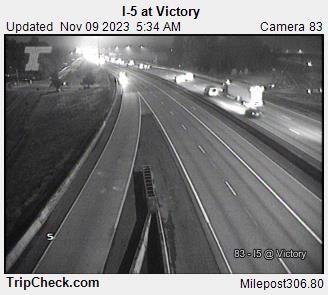 I-5 at Victory
Updated Nov 09 2023 5:34 AM Camera 83
S
83 - I5 @ Victory
TripCheck.com Milepost306.80